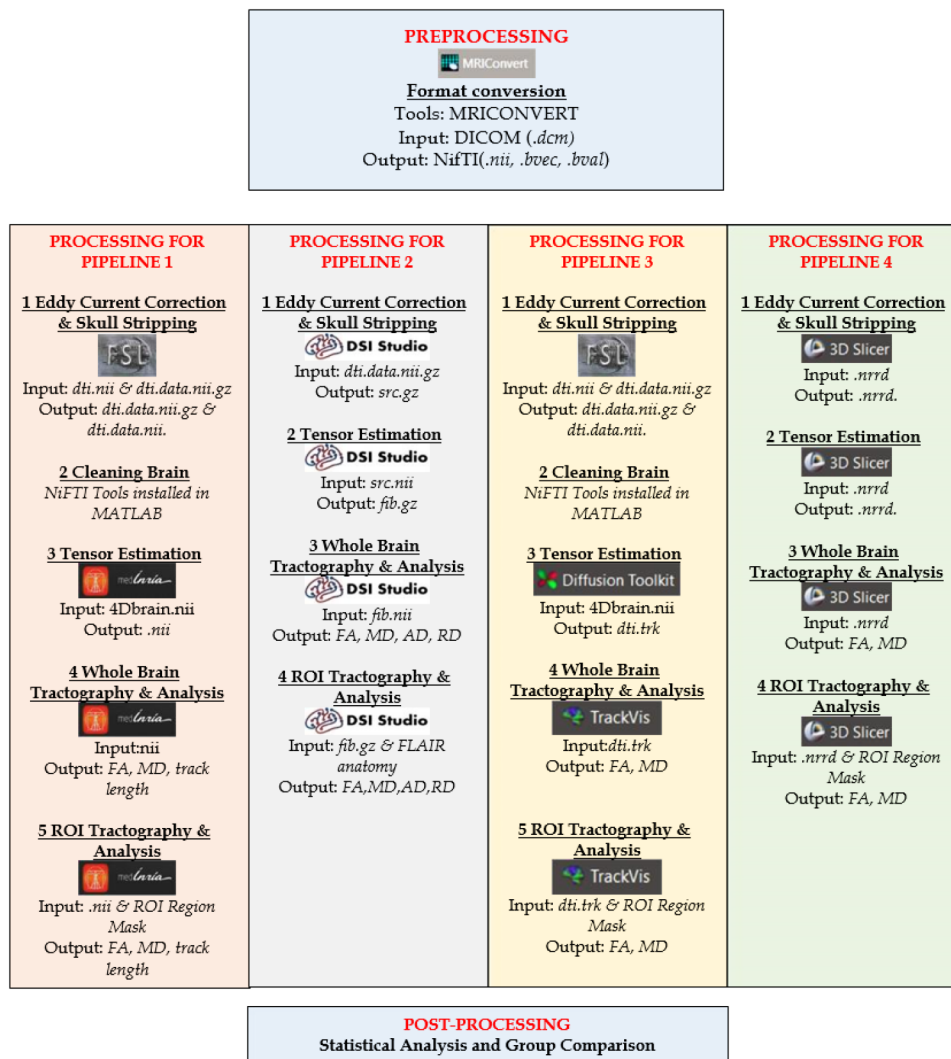 PREPROCESSING
MRIConvert
Format conversion
Tools: MRICONVERT
Input: DICOM (.dcm)
Output: NifTI(.nii, .bvec, .bval)
PROCESSING FOR
PIPELINE 1
1 Eddy Current Correction
& Skull Stripping
FSL
Input: dti.nii & dti.data.nii.gz
Output: dti.data.nii.gz &
dti.data.nii.
2 Cleaning Brain
NiFTI Tools installed in
MATLAB
3 Tensor Estimation
medInria
Input: 4Dbrain.nii
Output: .nii
4 Whole Brain
Tractography & Analysis
medInria
Input:nii
Output: FA, MD, track
length
5 ROI Tractography &
Analysis
medInria
Input: .nii & ROI Region
Mask
Output: FA, MD, track
length
PROCESSING FOR
PIPELINE 2
1 Eddy Current Correction
& Skull Stripping
DSI Studio
Input: dti.data.nii.gz
Output: src.gz
2 Tensor Estimation
DSI Studio
Input: src.nii
Output: fib.gz
3 Whole Brain
Tractography & Analysis
DSI Studio
Input: fib.nii
Output: FA, MD, AD, RD
4 ROI Tractography &
Analysis
DSI Studio
Input: fib.gz & FLAIR
anatomy
Output: FA,MD,AD,RD
PROCESSING FOR
PIPELINE 3
1 Eddy Current Correction
& Skull Stripping
FSL
Input: dti.nii & dti.data.nii.gz
Output: dti.data.nii.gz &
dti.data.nii.
2 Cleaning Brain
NiFTI Tools installed in
MATLAB
3 Tensor Estimation
Diffusion Toolkit
Input: 4Dbrain.nii
Output: dti.trk
4 Whole Brain
Tractography & Analysis
TrackVis
Input:dti.trk
Output: FA, MD
5 ROI Tractography &
Analysis
TrackVis
Input: dti.trk & ROI Region
Mask
Output: FA, MD
PROCESSING FOR
PIPELINE 4
1 Eddy Current Correction
& Skull Stripping
3D Slicer
Input: .nrrd
Output: .nrrd.
2 Tensor Estimation
3D Slicer
Input: .nrrd
Output: .nrrd.
3 Whole Brain
Tractography & Analysis
3D Slicer
Input: .nrrd
Output: FA, MD
4 ROI Tractography &
Analysis
3D Slicer
Input: .nrrd & ROI Region
Mask
Output: FA, MD
POST-PROCESSING
Statistical Analysis and Group Comparison